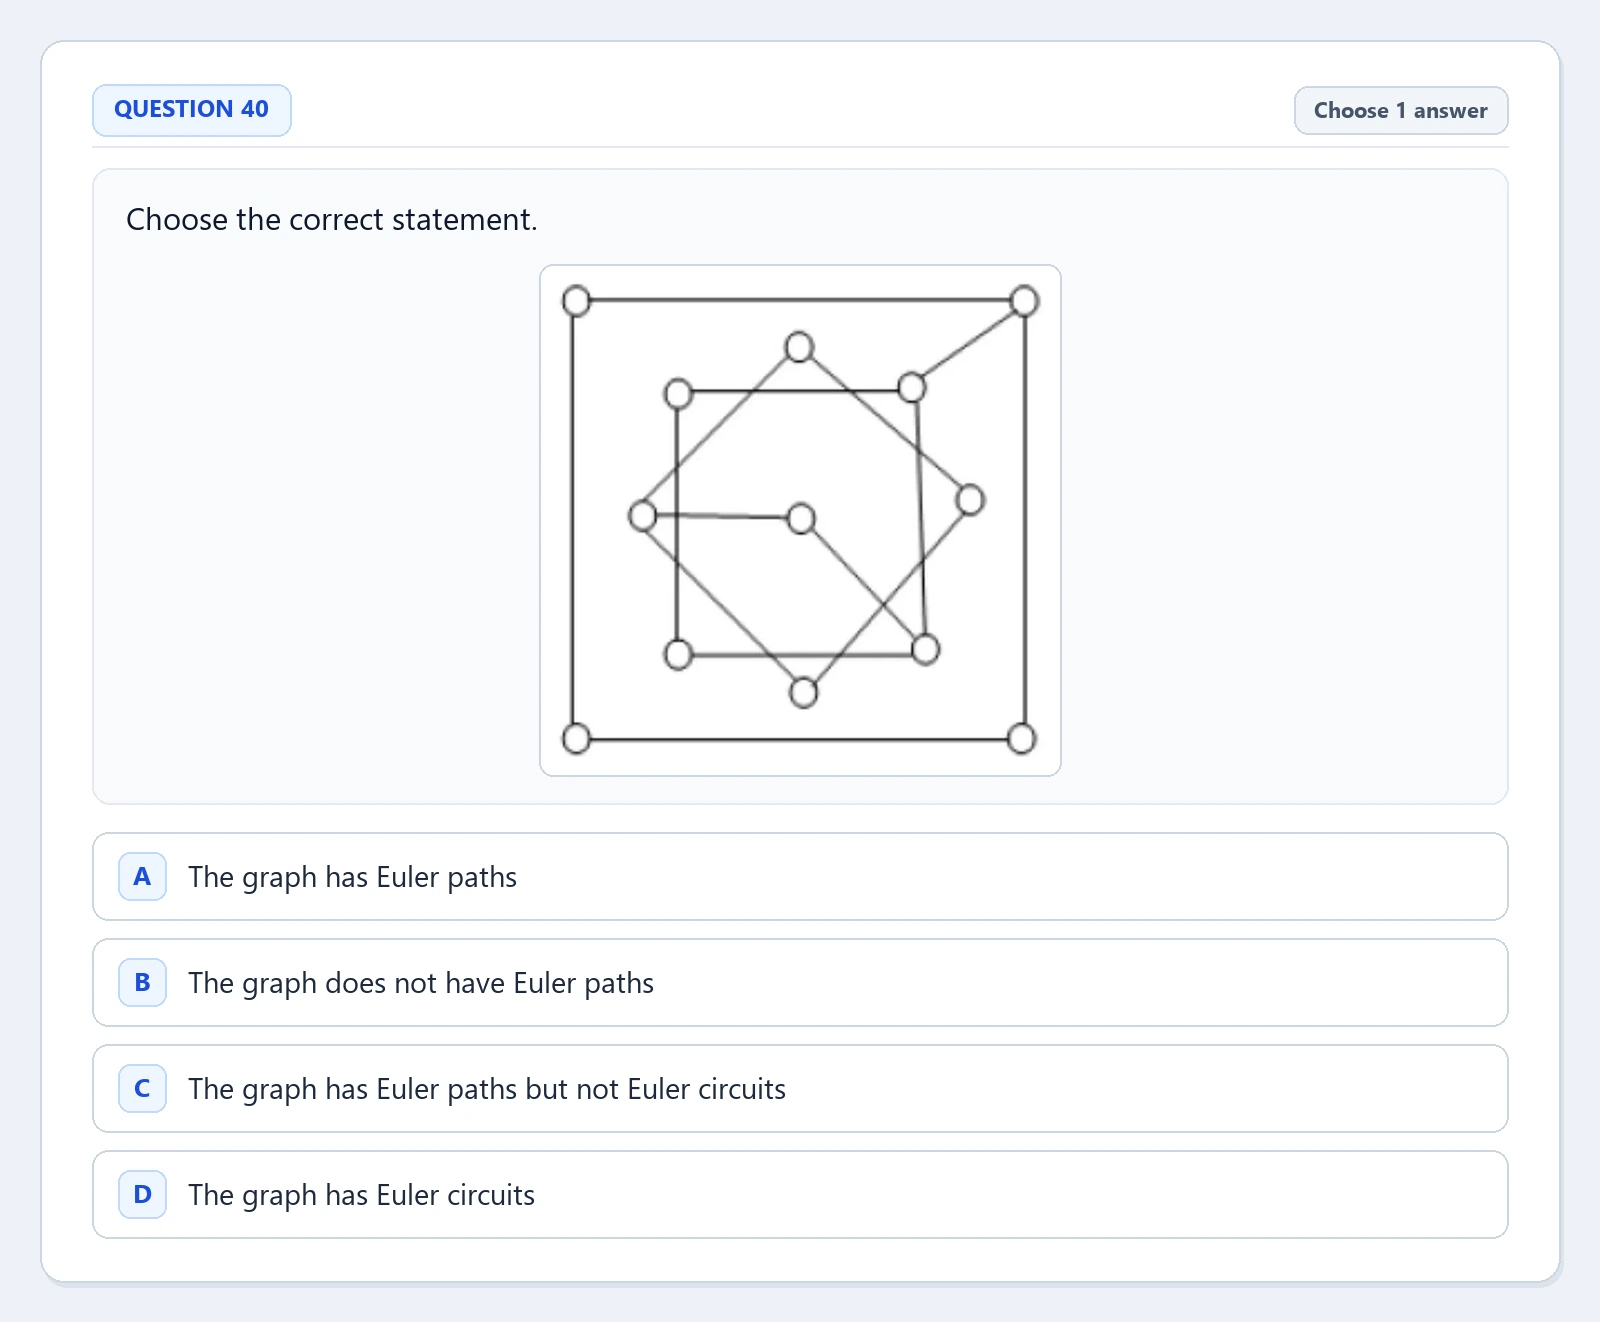 QUESTION 40
Choose 1 answer
Choose the correct statement.
A The graph has Euler paths
B The graph does not have Euler paths
C The graph has Euler paths but not Euler circuits
D The graph has Euler circuits